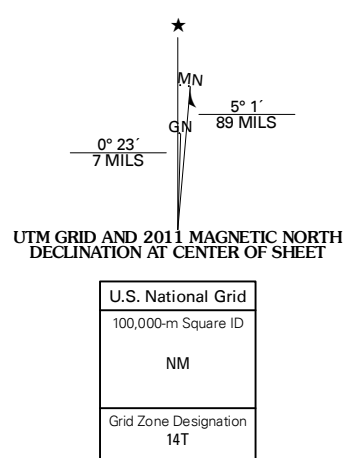 ★
MN
5° 1´
89 MILS
GN
0° 23´
7 MILS
UTM GRID AND 2011 MAGNETIC NORTH
DECLINATION AT CENTER OF SHEET
U.S. National Grid
100,000-m Square ID
NM
Grid Zone Designation
14T